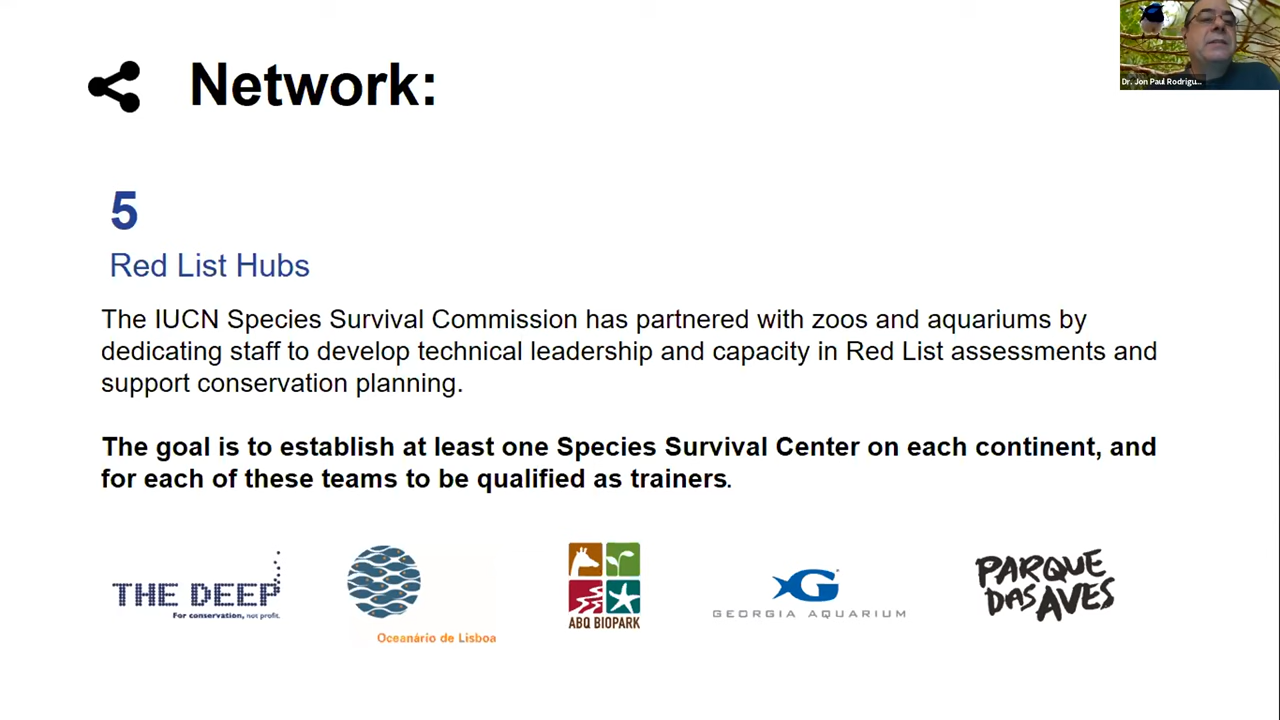 Dr. Jon Paul Rodrigu...
Network:
5
Red List Hubs
The IUCN Species Survival Commission has partnered with zoos and aquariums by
dedicating staff to develop technical leadership and capacity in Red List assessments and
support conservation planning.
The goal is to establish at least one Species Survival Center on each continent, and
for each of these teams to be qualified as trainers.
THE DEEP
For conservation, not profit.
Oceanário de Lisboa
ABQ BIOPARK
G
GEORGIA AQUARIUM
PARQUE
DAS AVES